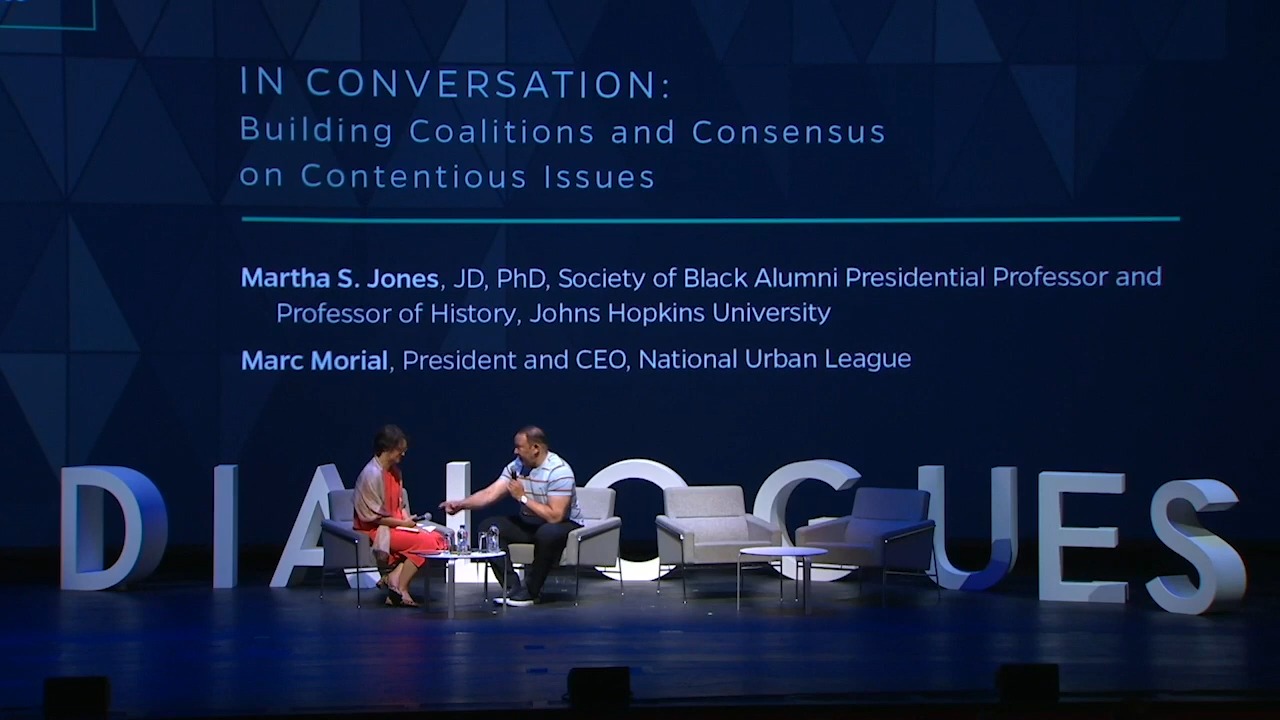 IN CONVERSATION:
Building Coalitions and Consensus
on Contentious Issues
Martha S. Jones, JD, PhD, Society of Black Alumni Presidential Professor and
Professor of History, Johns Hopkins University
Marc Morial, President and CEO, National Urban League
DIALOGUES